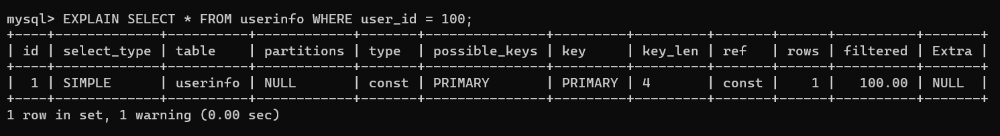 mysql> EXPLAIN SELECT * FROM userinfo WHERE user_id = 100;
+----+-------------+----------+------------+-------+---------------+---------+---------+-------+------+----------+-------+
| id | select_type | table    | partitions | type  | possible_keys | key     | key_len | ref   | rows | filtered | Extra |
+----+-------------+----------+------------+-------+---------------+---------+---------+-------+------+----------+-------+
|  1 | SIMPLE      | userinfo | NULL       | const | PRIMARY       | PRIMARY | 4       | const |    1 |   100.00 | NULL  |
+----+-------------+----------+------------+-------+---------------+---------+---------+-------+------+----------+-------+
1 row in set, 1 warning (0.00 sec)